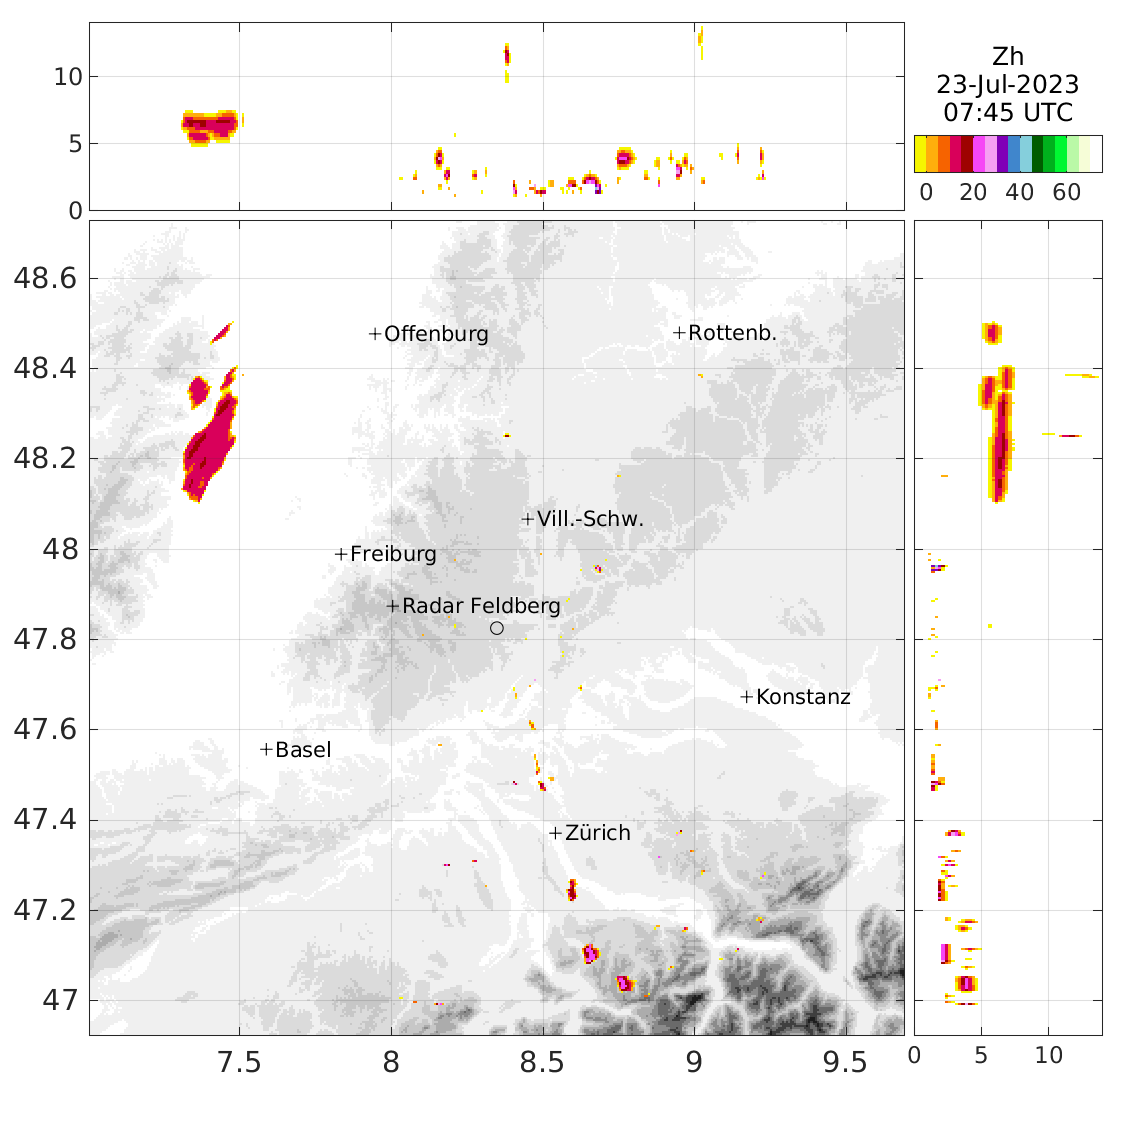 10
5
0
Zh
23-Jul-2023
07:45 UTC
0 20 40 60
48.6
48.4
48.2
48
47.8
47.6
47.4
47.2
47
+Offenburg
+Rottenb.
+Vill.-Schw.
+Freiburg
+Radar Feldberg
+Konstanz
+Basel
+Zürich
7.5 8 8.5 9 9.5
0 5 10